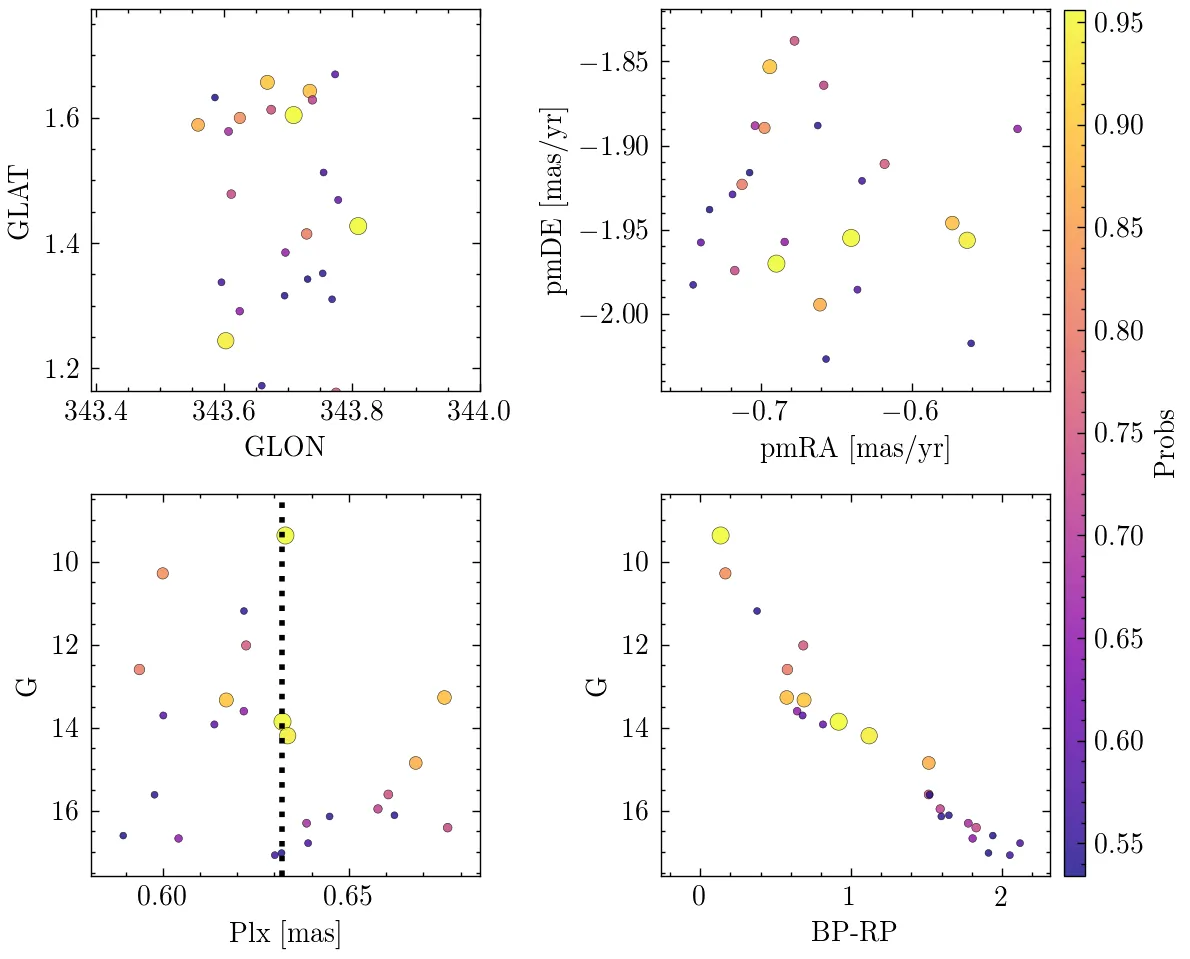 GLAT
1.6
1.4
1.2
343.4 343.6 343.8 344.0
GLON
pmDE [mas/yr]
−1.85
−1.90
−1.95
−2.00
−0.7 −0.6
pmRA [mas/yr]
G
10
12
14
16
0.60 0.65
Plx [mas]
G
10
12
14
16
0 1 2
BP-RP
0.95
0.90
0.85
0.80
0.75
0.70
0.65
0.60
0.55
Probs